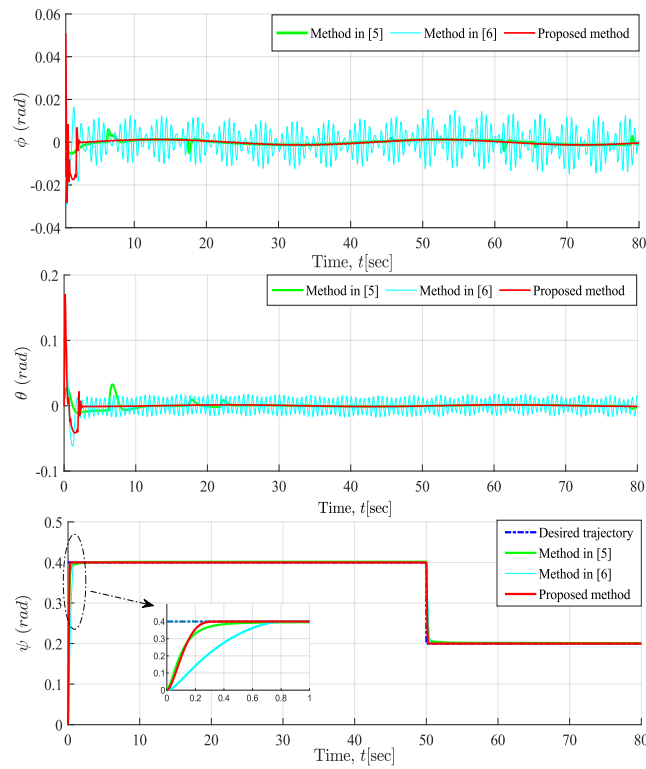 0.06
Method in [5] Method in [6] Proposed method
0.04
0.02
0
-0.02
-0.04
ϕ (rad)
10 20 30 40 50 60 70 80
Time, t[sec]
0.2
Method in [5] Method in [6] Proposed method
0.1
0
-0.1
θ (rad)
0 10 20 30 40 50 60 70 80
Time, t[sec]
0.5
Desired trajectory
Method in [5]
Method in [6]
Proposed method
0.4
0.3
0.2
0.1
0
ψ (rad)
0.4
0.3
0.2
0.1
0
0 0.2 0.4 0.6 0.8 1
0 10 20 30 40 50 60 70 80
Time, t[sec]